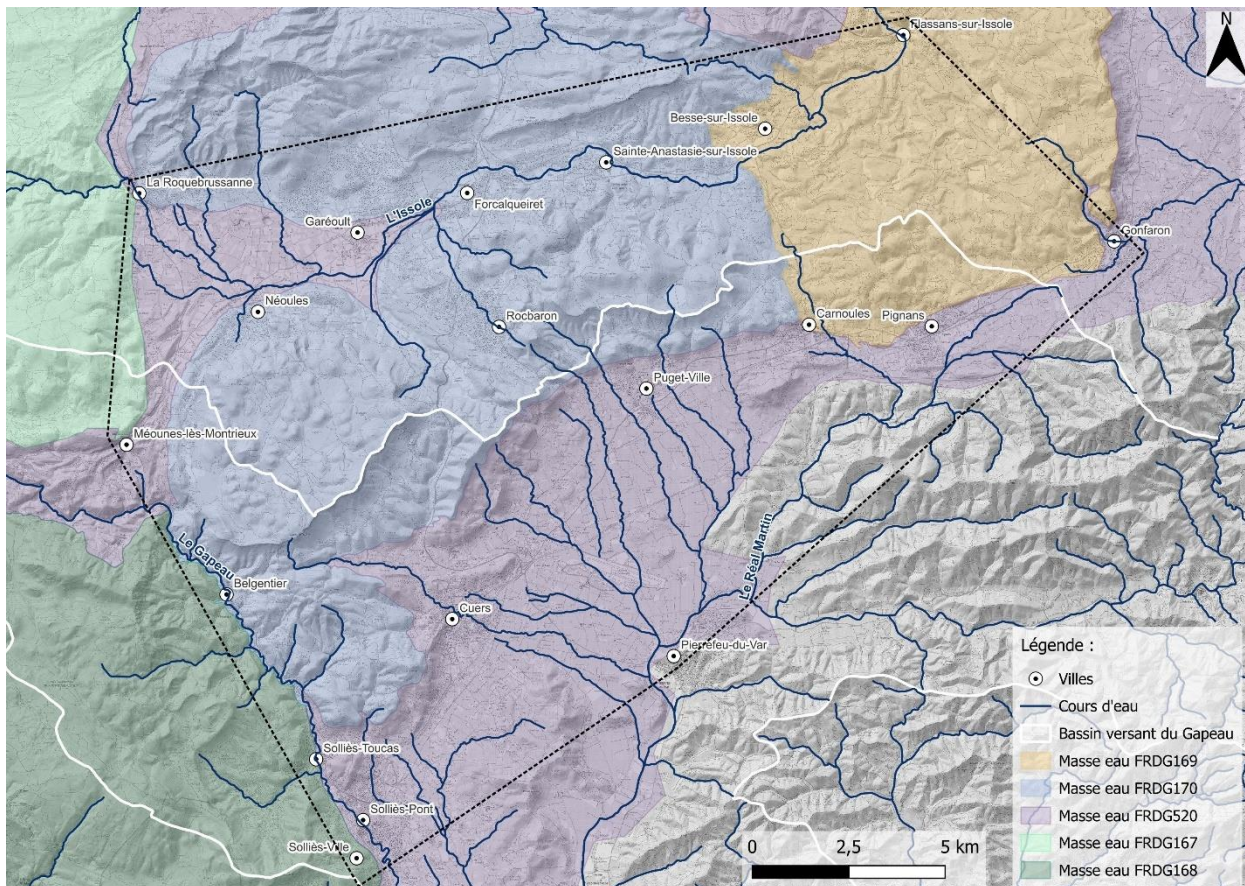 Flassans-sur-Issole
N
Besse-sur-Issole
Sainte-Anastasie-sur-Issole
La Roquebrussanne
Forcalqueiret
L'Issole
Garéoult
Gonfaron
Néoules
Rocbaron
Carnoules
Pignans
Puget-Ville
Méounes-lès-Montrieux
Le Gapeau
Le Réal Martin
Belgentier
Cuers
Pierrefeu-du-Var
Solliès-Toucas
Solliès-Pont
Solliès-Ville
Légende :
Villes
Cours d'eau
Bassin versant du Gapeau
Masse eau FRDG169
Masse eau FRDG170
Masse eau FRDG520
Masse eau FRDG167
Masse eau FRDG168
0 2,5 5 km